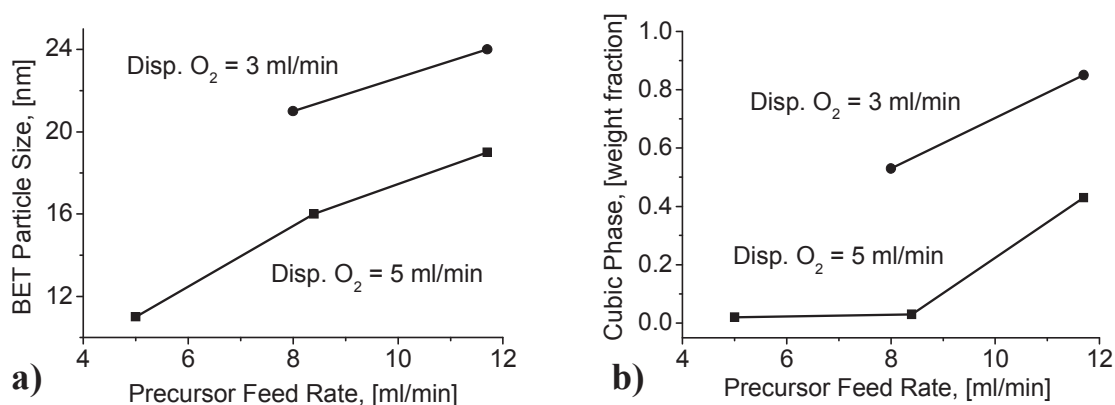 BET Particle Size, [nm]
24
20
16
12
Disp. O₂ = 3 ml/min
Disp. O₂ = 5 ml/min
4 6 8 10 12
Precursor Feed Rate, [ml/min]
a)
Cubic Phase, [weight fraction]
1.0
0.8
0.6
0.4
0.2
0.0
Disp. O₂ = 3 ml/min
Disp. O₂ = 5 ml/min
4 6 8 10 12
Precursor Feed Rate, [ml/min]
b)